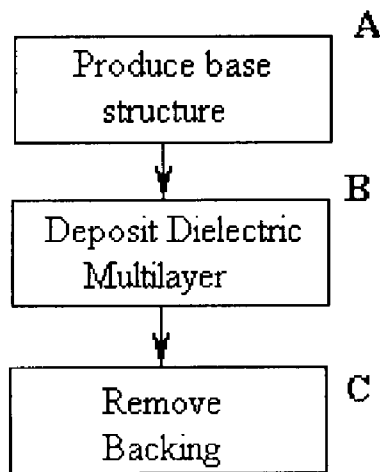 A
Produce base
structure
B
Deposit Dielectric
Multilayer
C
Remove
Backing